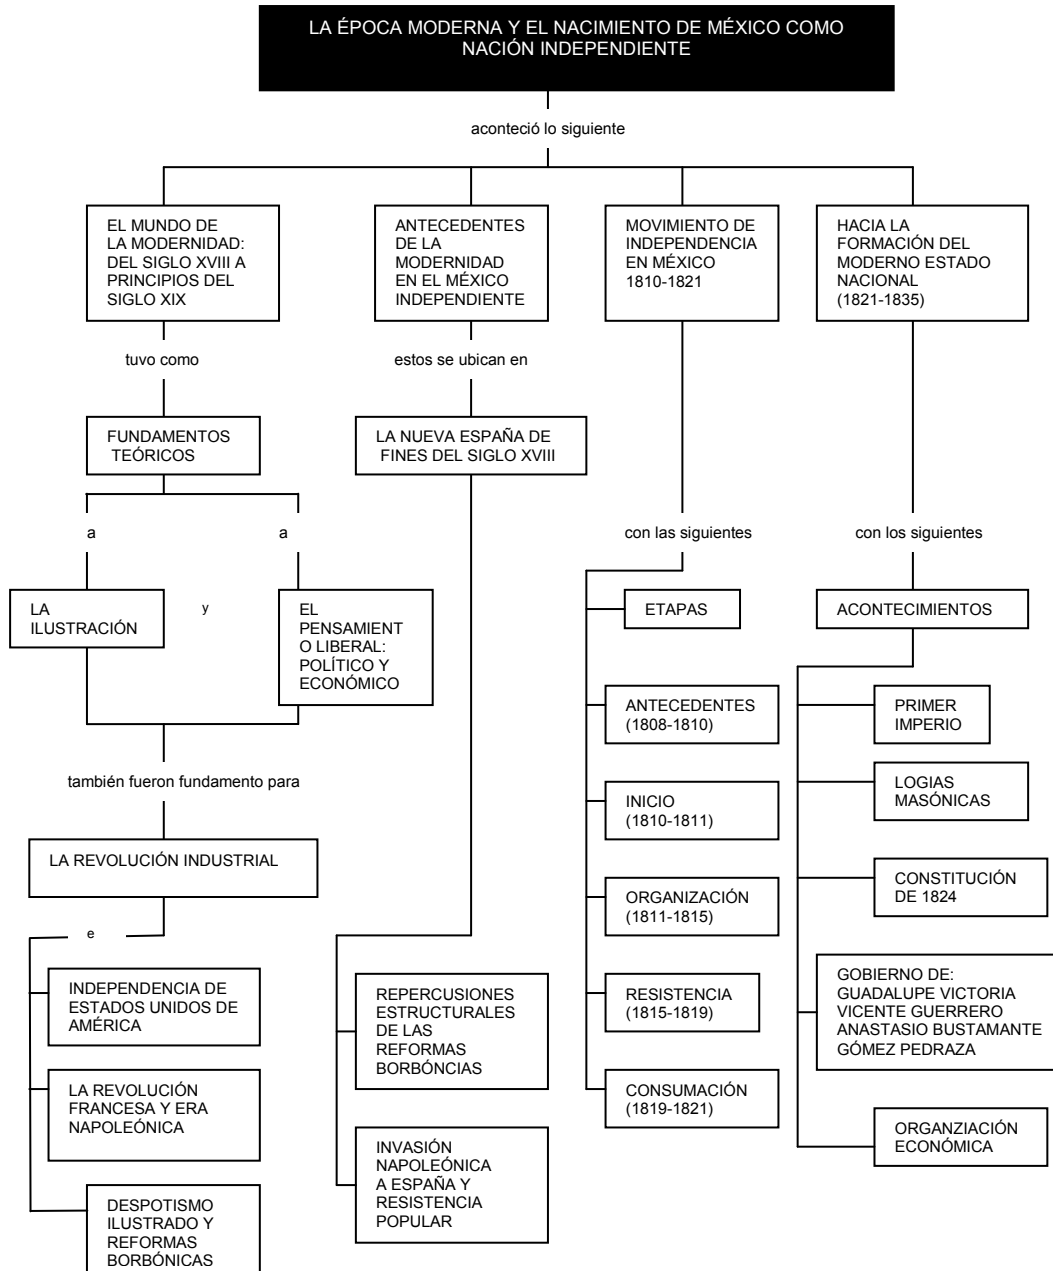 LA ÉPOCA MODERNA Y EL NACIMIENTO DE MÉXICO COMO
NACIÓN INDEPENDIENTE
aconteció lo siguiente
EL MUNDO DE
LA MODERNIDAD:
DEL SIGLO XVIII A
PRINCIPIOS DEL
SIGLO XIX
tuvo como
FUNDAMENTOS
TEÓRICOS
a
a
LA
ILUSTRACIÓN
y
EL
PENSAMIENT
O LIBERAL:
POLÍTICO Y
ECONÓMICO
también fueron fundamento para
LA REVOLUCIÓN INDUSTRIAL
e
INDEPENDENCIA DE
ESTADOS UNIDOS DE
AMÉRICA
LA REVOLUCIÓN
FRANCESA Y ERA
NAPOLEÓNICA
DESPOTISMO
ILUSTRADO Y
REFORMAS
BORBÓNICAS
ANTECEDENTES
DE LA
MODERNIDAD
EN EL MÉXICO
INDEPENDIENTE
estos se ubican en
LA NUEVA ESPAÑA DE
FINES DEL SIGLO XVIII
REPERCUSIONES
ESTRUCTURALES
DE LAS
REFORMAS
BORBÓNCIAS
INVASIÓN
NAPOLEÓNICA
A ESPAÑA Y
RESISTENCIA
POPULAR
MOVIMIENTO DE
INDEPENDENCIA
EN MÉXICO
1810-1821
con las siguientes
ETAPAS
ANTECEDENTES
(1808-1810)
INICIO
(1810-1811)
ORGANIZACIÓN
(1811-1815)
RESISTENCIA
(1815-1819)
CONSUMACIÓN
(1819-1821)
HACIA LA
FORMACIÓN DEL
MODERNO ESTADO
NACIONAL
(1821-1835)
con los siguientes
ACONTECIMIENTOS
PRIMER
IMPERIO
LOGIAS
MASÓNICAS
CONSTITUCIÓN
DE 1824
GOBIERNO DE:
GUADALUPE VICTORIA
VICENTE GUERRERO
ANASTASIO BUSTAMANTE
GÓMEZ PEDRAZA
ORGANZIACIÓN
ECONÓMICA